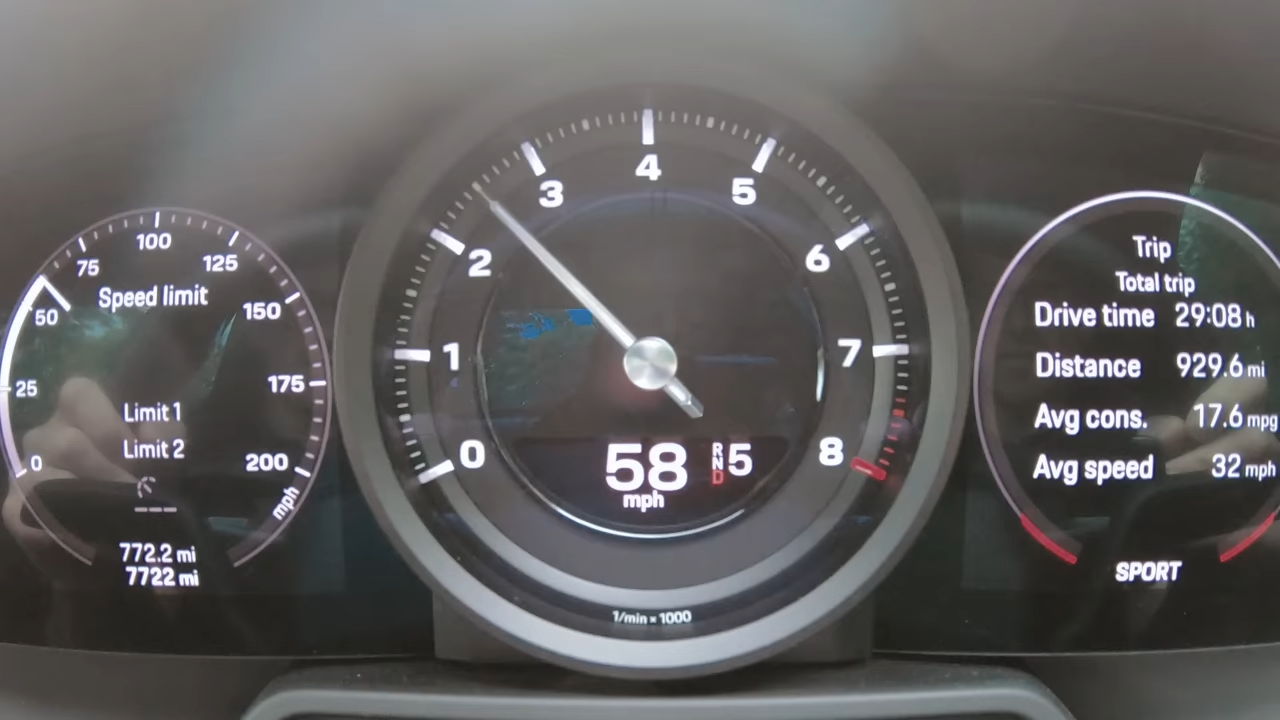 0
25
50
75
100
125
150
175
200
mph
Speed limit
Limit 1
Limit 2
---
772.2 mi
7722 mi
0
1
2
3
4
5
6
7
8
58
mph
R
N
D
5
1/min × 1000
Trip
Total trip
Drive time 29:08 h
Distance 929.6 mi
Avg cons. 17.6 mpg
Avg speed 32 mph
SPORT